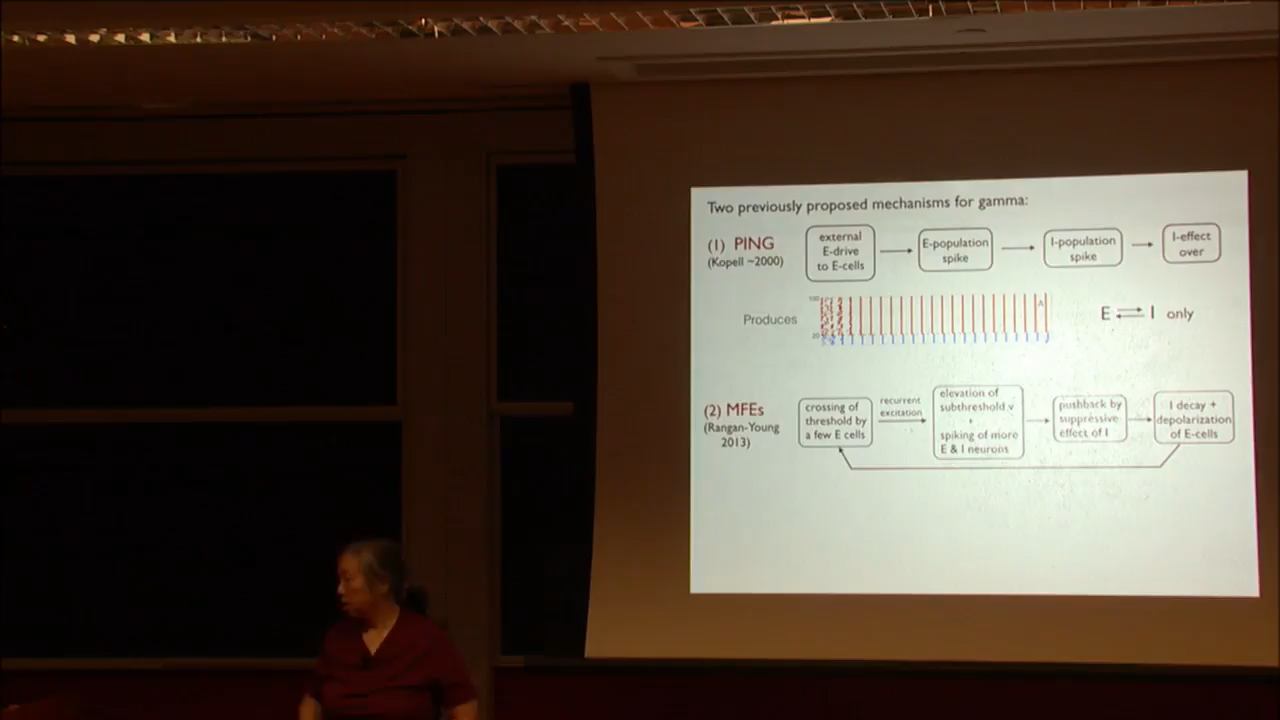 Two previously proposed mechanisms for gamma:
(1) PING
(Kopell ~2000)
external
E-drive
to E-cells
E-population
spike
I-population
spike
I-effect
over
Produces
100
20
A
E ⇌ I only
(2) MFEs
(Rangan-Young
2013)
crossing of
threshold by
a few E cells
recurrent
excitation
elevation of
subthreshold v
+
spiking of more
E & I neurons
pushback by
suppressive
effect of I
I decay +
depolarization
of E-cells